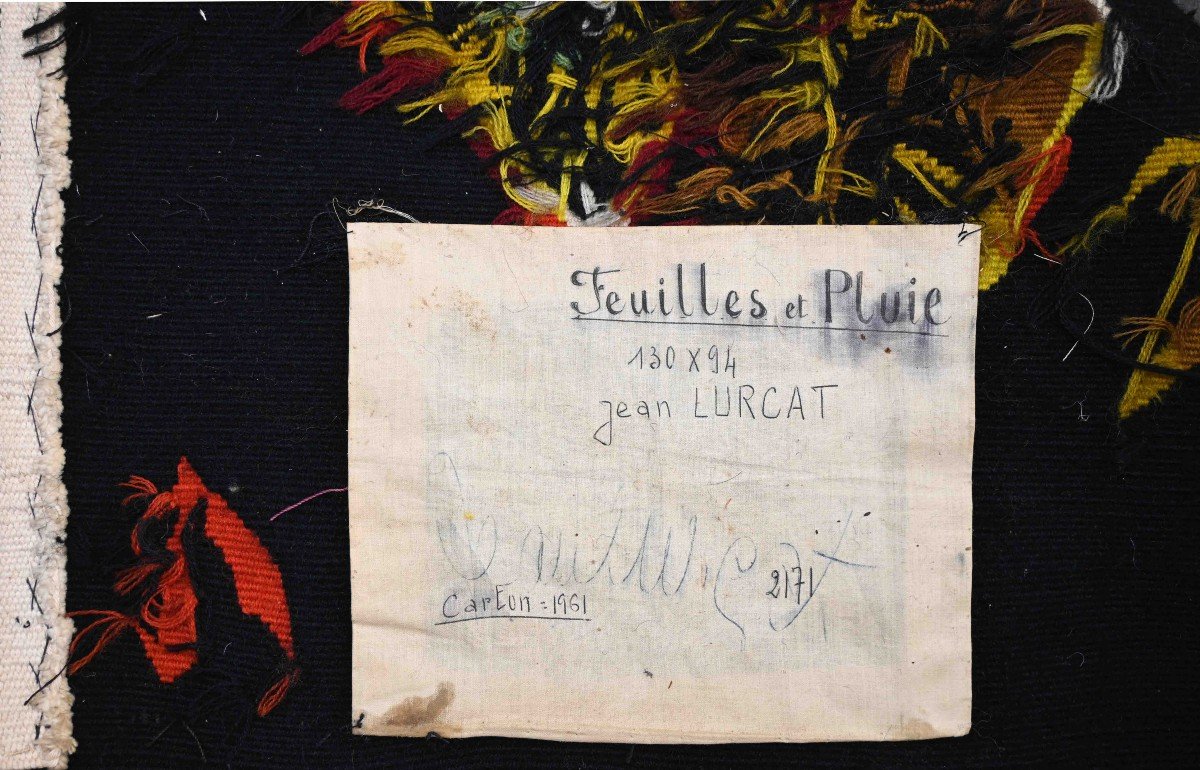 Feuilles et Pluie
130 x 94
jean LURCAT
2171
Carton = 1961